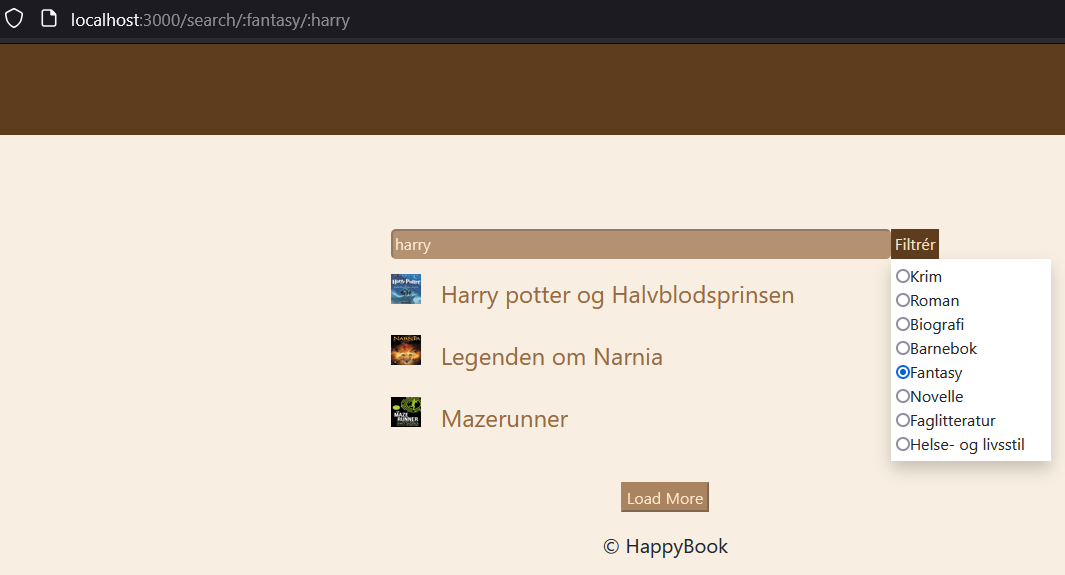 localhost:3000/search/:fantasy/:harry
harry
Filtrér
Krim
Roman
Biografi
Barnebok
Fantasy
Novelle
Faglitteratur
Helse- og livsstil
Harry Potter
Harry potter og Halvblodsprinsen
NARNIA
Legenden om Narnia
MAZE
RUNNER
Mazerunner
Load More
© HappyBook